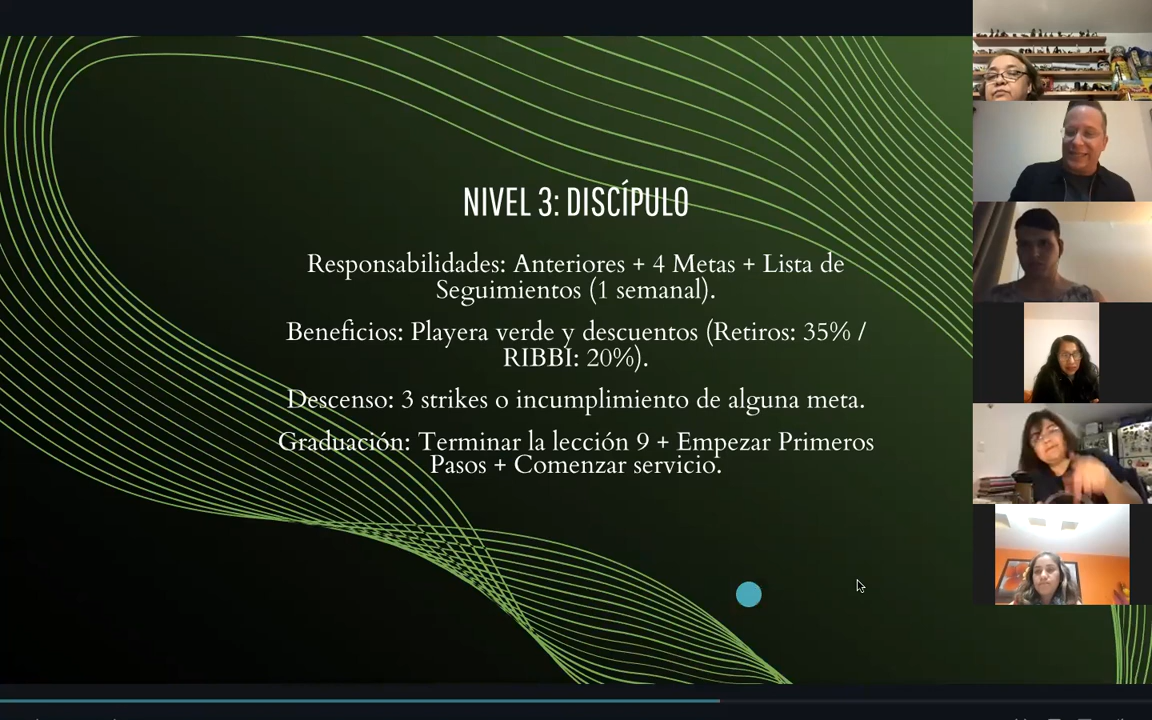 NIVEL 3: DISCÍPULO
Responsabilidades: Anteriores + 4 Metas + Lista de
Seguimientos (1 semanal).
Beneficios: Playera verde y descuentos (Retiros: 35% /
RIBBI: 20%).
Descenso: 3 strikes o incumplimiento de alguna meta.
Graduación: Terminar la lección 9 + Empezar Primeros
Pasos + Comenzar servicio.